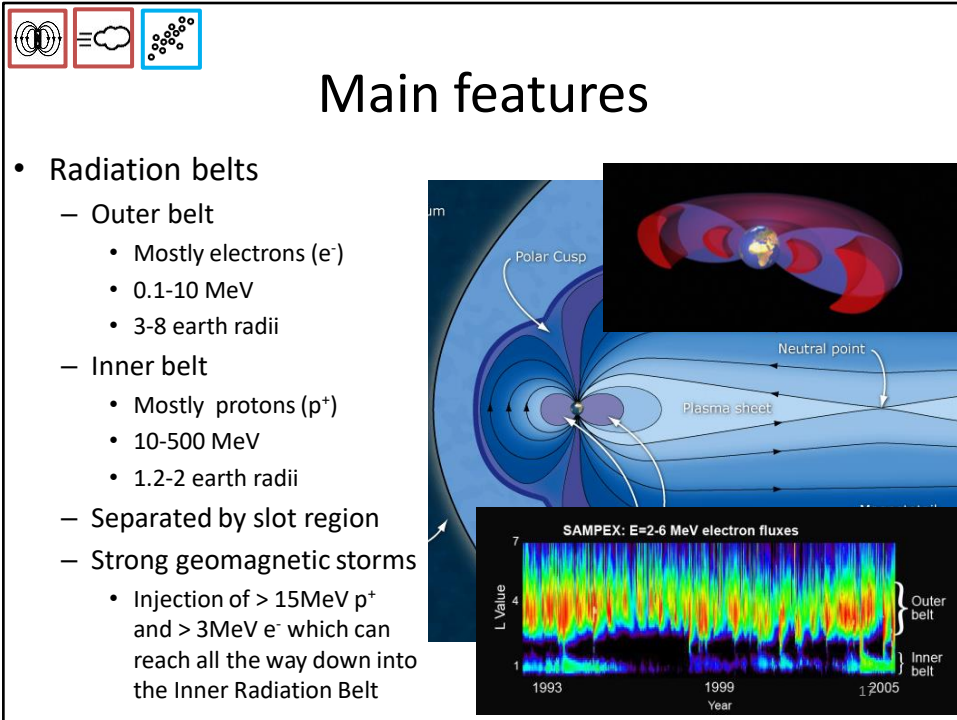 Main features
• Radiation belts
– Outer belt
• Mostly electrons (e⁻)
• 0.1-10 MeV
• 3-8 earth radii
– Inner belt
• Mostly protons (p⁺)
• 10-500 MeV
• 1.2-2 earth radii
– Separated by slot region
– Strong geomagnetic storms
• Injection of > 15MeV p⁺
and > 3MeV e⁻ which can
reach all the way down into
the Inner Radiation Belt
um
Polar Cusp
Neutral point
Plasma sheet
SAMPEX: E=2-6 MeV electron fluxes
7
L Value
4
1
Outer
belt
Inner
belt
1993
1999
2005
Year
17